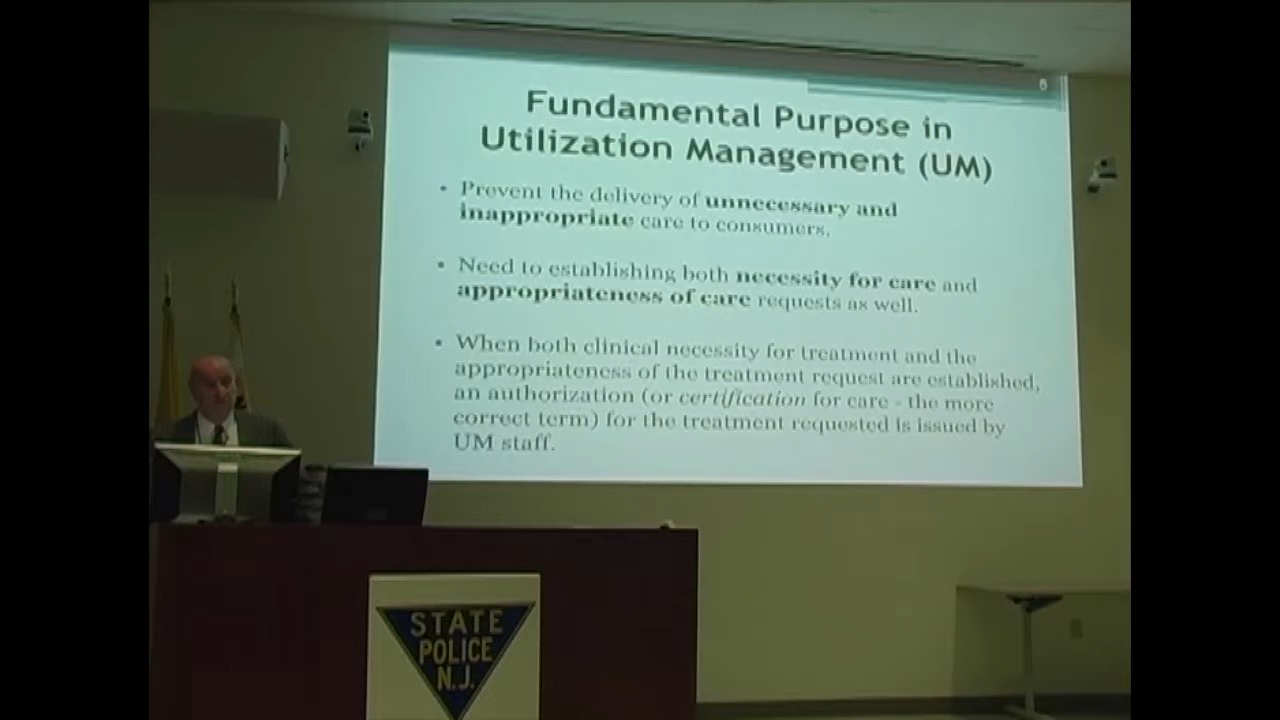 8
Fundamental Purpose in
Utilization Management (UM)
• Prevent the delivery of unnecessary and
inappropriate care to consumers.
• Need to establishing both necessity for care and
appropriateness of care requests as well.
• When both clinical necessity for treatment and the
appropriateness of the treatment request are established,
an authorization (or certification for care - the more
correct term) for the treatment requested is issued by
UM staff.
STATE
POLICE
N.J.